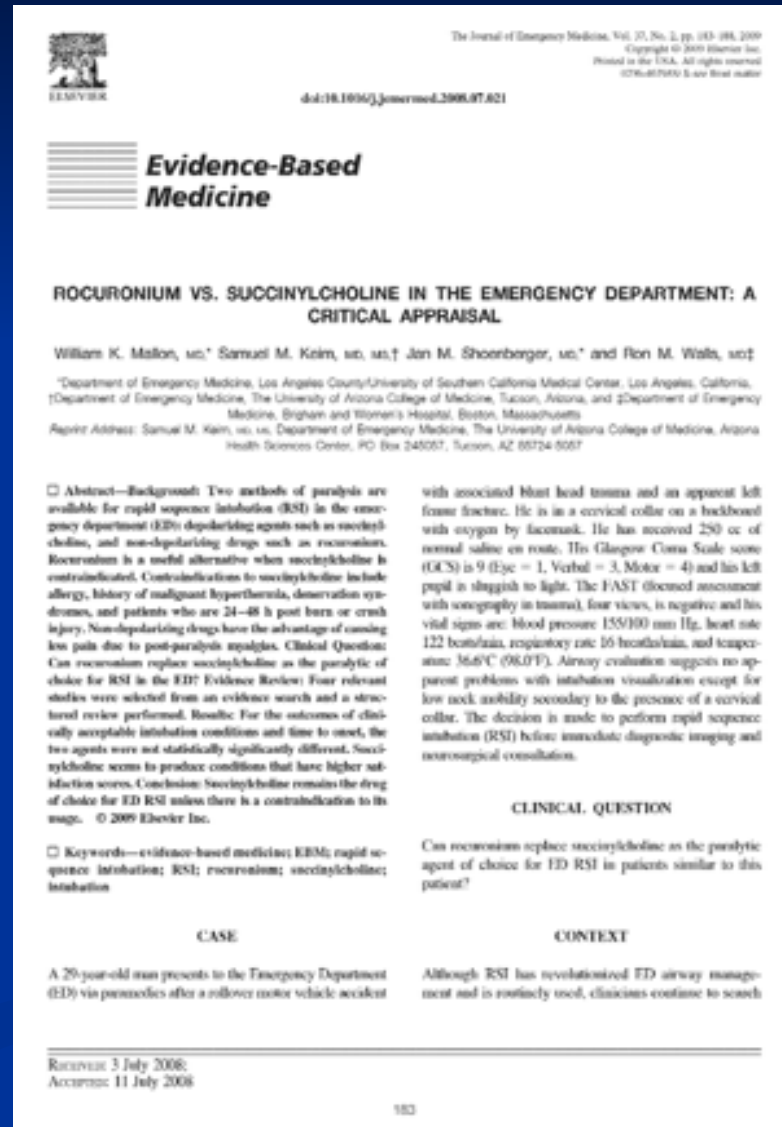 The Journal of Emergency Medicine, Vol. 37, No. 2, pp. 183–188, 2009
Copyright © 2009 Elsevier Inc.
Printed in the USA. All rights reserved
see front matter
ELSEVIER
doi:10.1016/j.jemermed.2008.07.021
Evidence-Based
Medicine
ROCURONIUM VS. SUCCINYLCHOLINE IN THE EMERGENCY DEPARTMENT: A
CRITICAL APPRAISAL
William K. Mallon, MD,* Samuel M. Keim, MD, MS,† Jan M. Shoenberger, MD,* and Ron M. Walls, MD‡
*Department of Emergency Medicine, Los Angeles County/University of Southern California Medical Center, Los Angeles, California,
†Department of Emergency Medicine, The University of Arizona College of Medicine, Tucson, Arizona, and ‡Department of Emergency
Medicine, Brigham and Women's Hospital, Boston, Massachusetts
Reprint Address: Samuel M. Keim, MD, MS, Department of Emergency Medicine, The University of Arizona College of Medicine, Arizona
Health Sciences Center, PO Box 245057, Tucson, AZ 85724-5057
□ Abstract—Background: Two methods of paralysis are
available for rapid sequence intubation (RSI) in the emer-
gency department (ED): depolarizing agents such as succinyl-
choline, and non-depolarizing drugs such as rocuronium.
Rocuronium is a useful alternative when succinylcholine is
contraindicated. Contraindications to succinylcholine include
allergy, history of malignant hyperthermia, denervation syn-
dromes, and patients who are 24–48 h post burn or crush
injury. Non-depolarizing drugs have the advantage of causing
less pain due to post-paralysis myalgias. Clinical Question:
Can rocuronium replace succinylcholine as the paralytic of
choice for RSI in the ED? Evidence Review: Four relevant
studies were selected from an evidence search and a struc-
tured review performed. Results: For the outcomes of clini-
cally acceptable intubation conditions and time to onset, the
two agents were not statistically significantly different. Succi-
nylcholine seems to produce conditions that have higher sat-
isfaction scores. Conclusion: Succinylcholine remains the drug
of choice for ED RSI unless there is a contraindication to its
usage. © 2009 Elsevier Inc.
□ Keywords—evidence-based medicine; EBM; rapid se-
quence intubation; RSI; rocuronium; succinylcholine;
intubation
CASE
A 29-year-old man presents to the Emergency Department
(ED) via paramedics after a rollover motor vehicle accident
with associated blunt head trauma and an apparent left
femur fracture. He is in a cervical collar on a backboard
with oxygen by facemask. He has received 250 cc of
normal saline en route. His Glasgow Coma Scale score
(GCS) is 9 (Eye = 1, Verbal = 3, Motor = 4) and his left
pupil is sluggish to light. The FAST (focused assessment
with sonography in trauma), four views, is negative and his
vital signs are: blood pressure 155/100 mm Hg, heart rate
122 beats/min, respiratory rate 16 breaths/min, and temper-
ature 36.6°C (98.0°F). Airway evaluation suggests no ap-
parent problems with intubation visualization except for
low neck mobility secondary to the presence of a cervical
collar. The decision is made to perform rapid sequence
intubation (RSI) before immediate diagnostic imaging and
neurosurgical consultation.
CLINICAL QUESTION
Can rocuronium replace succinylcholine as the paralytic
agent of choice for ED RSI in patients similar to this
patient?
CONTEXT
Although RSI has revolutionized ED airway manage-
ment and is routinely used, clinicians continue to search
RECEIVED: 3 July 2008;
ACCEPTED: 11 July 2008
183